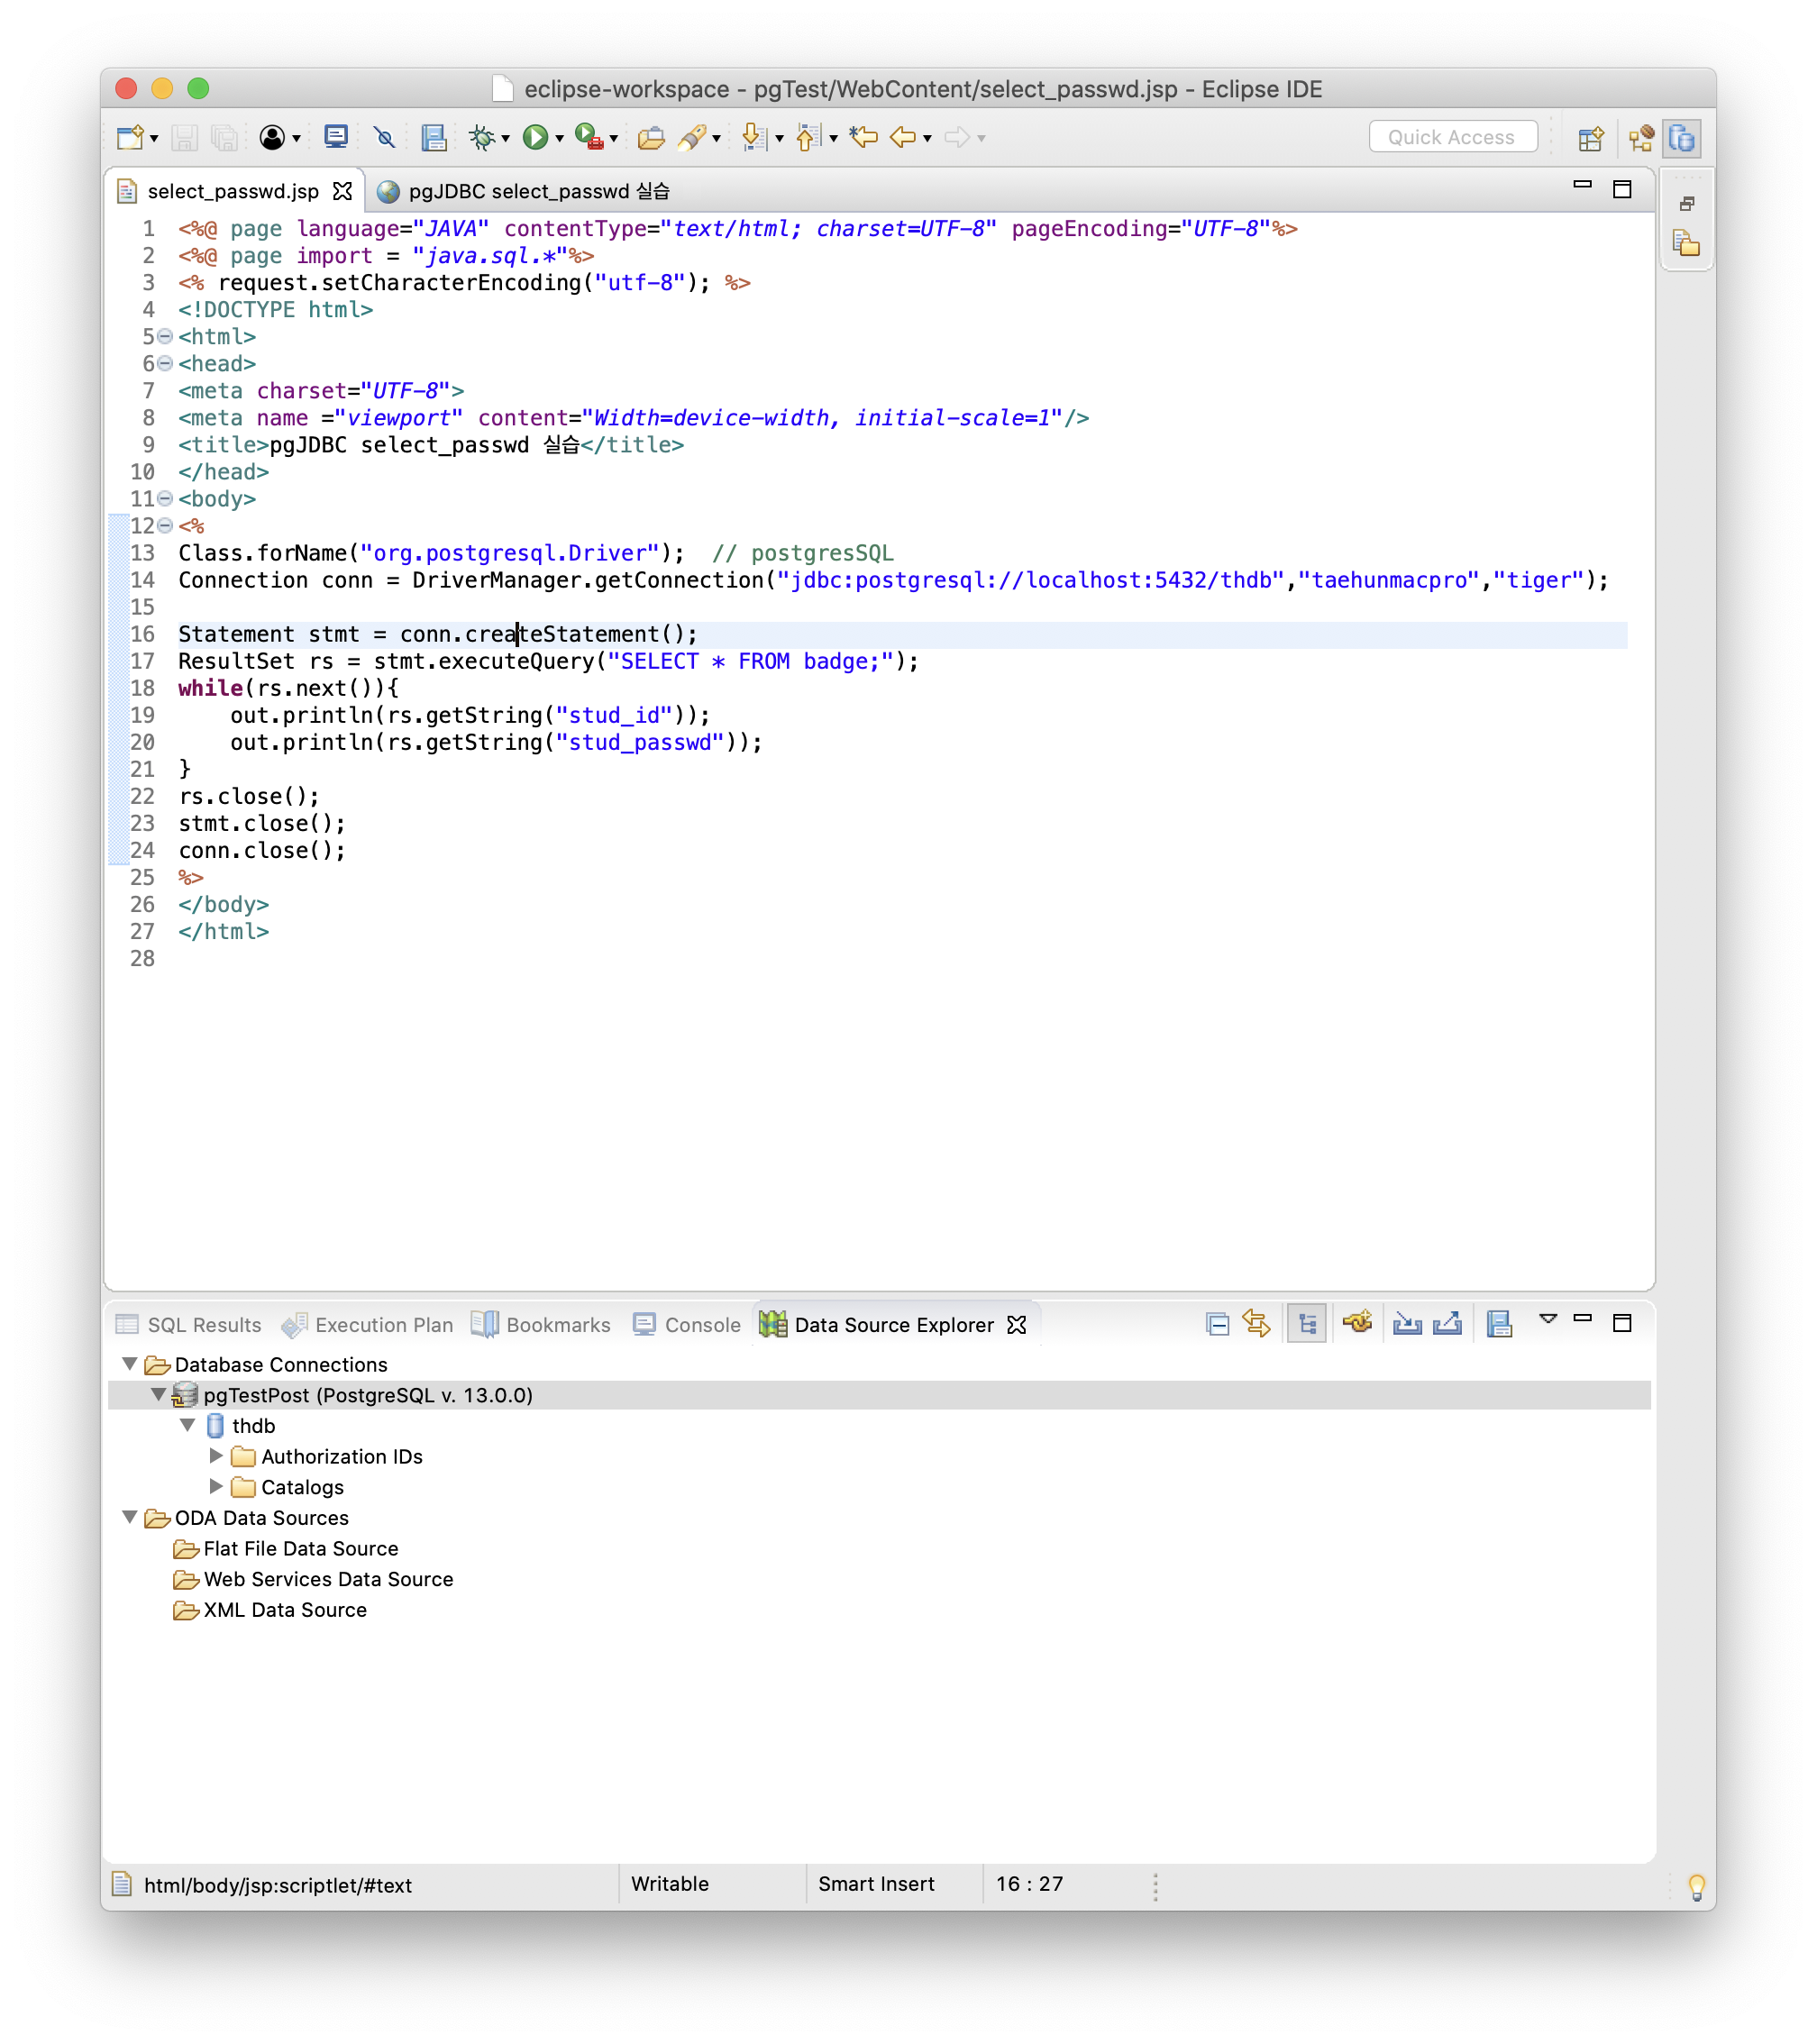 eclipse-workspace - pgTest/WebContent/select_passwd.jsp - Eclipse IDE
Quick Access
select_passwd.jsp
pgJDBC select_passwd 실습
1 <%@ page language="JAVA" contentType="text/html; charset=UTF-8" pageEncoding="UTF-8"%>
2 <%@ page import = "java.sql.*"%>
3 <% request.setCharacterEncoding("utf-8"); %>
4 <!DOCTYPE html>
5 <html>
6 <head>
7 <meta charset="UTF-8">
8 <meta name ="viewport" content="Width=device-width, initial-scale=1"/>
9 <title>pgJDBC select_passwd 실습</title>
10 </head>
11 <body>
12 <%
13 Class.forName("org.postgresql.Driver");  // postgresSQL
14 Connection conn = DriverManager.getConnection("jdbc:postgresql://localhost:5432/thdb","taehunmacpro","tiger");
15
16 Statement stmt = conn.createStatement();
17 ResultSet rs = stmt.executeQuery("SELECT * FROM badge;");
18 while(rs.next()){
19     out.println(rs.getString("stud_id"));
20     out.println(rs.getString("stud_passwd"));
21 }
22 rs.close();
23 stmt.close();
24 conn.close();
25 %>
26 </body>
27 </html>
28
SQL Results
Execution Plan
Bookmarks
Console
Data Source Explorer
Database Connections
pgTestPost (PostgreSQL v. 13.0.0)
thdb
Authorization IDs
Catalogs
ODA Data Sources
Flat File Data Source
Web Services Data Source
XML Data Source
html/body/jsp:scriptlet/#text
Writable
Smart Insert
16 : 27